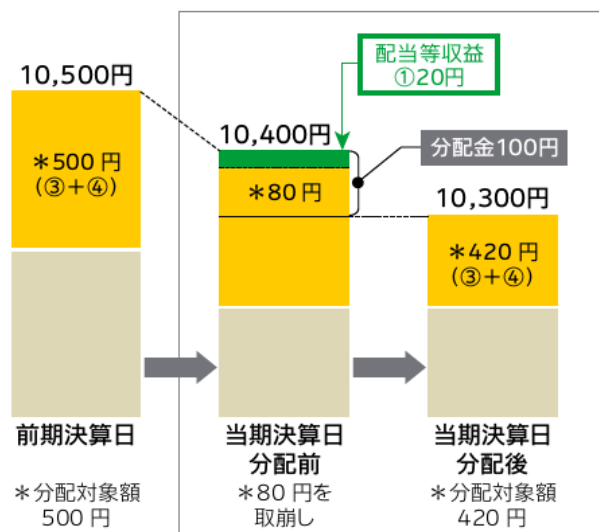 10,500円
＊500 円
(③＋④)
前期決算日
＊分配対象額
500 円
配当等収益
①20円
10,400円
分配金100円
＊80 円
当期決算日
分配前
＊80 円を
取崩し
10,300円
＊420 円
(③＋④)
当期決算日
分配後
＊分配対象額
420 円